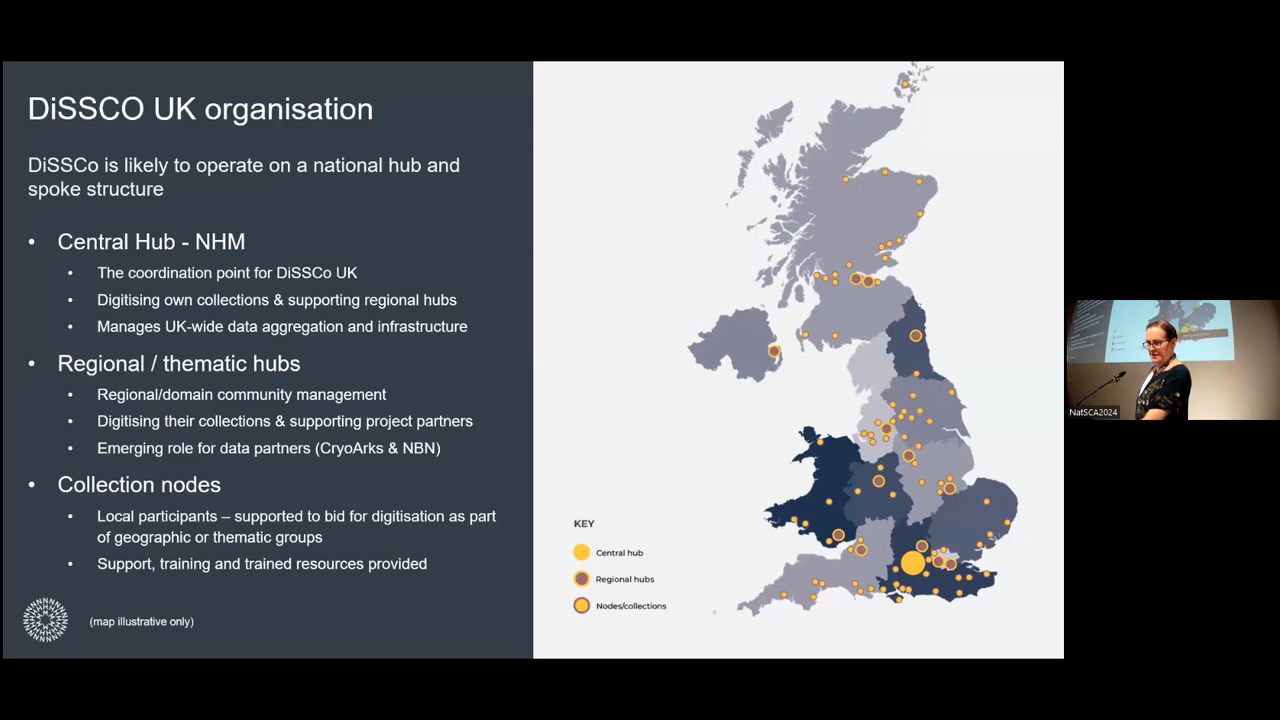 DiSSCO UK organisation
DiSSCo is likely to operate on a national hub and
spoke structure
• Central Hub - NHM
• The coordination point for DiSSCo UK
• Digitising own collections & supporting regional hubs
• Manages UK-wide data aggregation and infrastructure
• Regional / thematic hubs
• Regional/domain community management
• Digitising their collections & supporting project partners
• Emerging role for data partners (CryoArks & NBN)
• Collection nodes
• Local participants – supported to bid for digitisation as part
of geographic or thematic groups
• Support, training and trained resources provided
(map illustrative only)
KEY
Central hub
Regional hubs
Nodes/collections
NatSCA2024